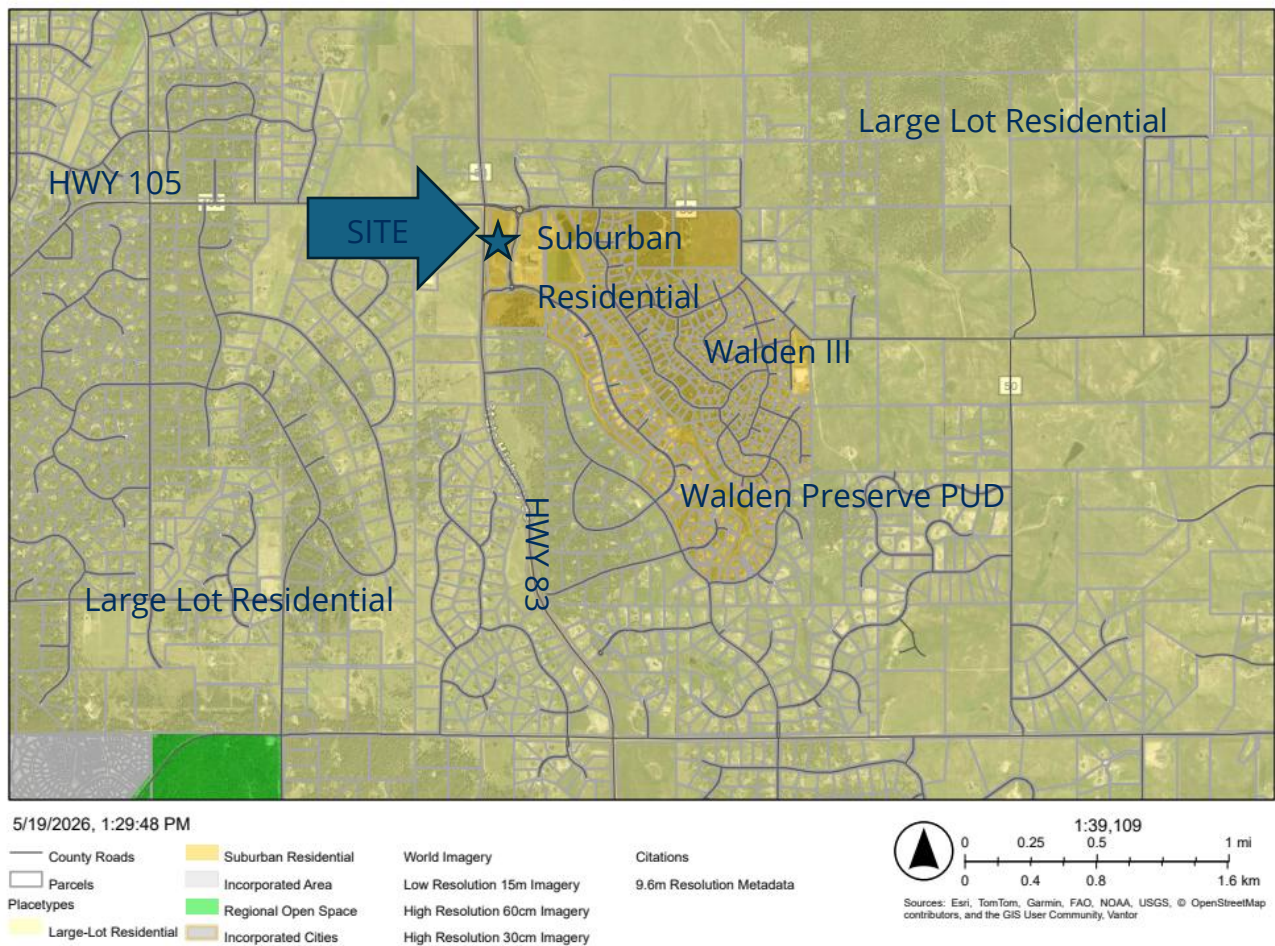 Large Lot Residential
HWY 105
SITE
Suburban
Residential
Walden III
50
Walden Preserve PUD
HWY 83
Large Lot Residential
5/19/2026, 1:29:48 PM
County Roads
Parcels
Placetypes
Large-Lot Residential
Suburban Residential
Incorporated Area
Regional Open Space
Incorporated Cities
World Imagery
Low Resolution 15m Imagery
High Resolution 60cm Imagery
High Resolution 30cm Imagery
Citations
9.6m Resolution Metadata
1:39,109
0 0.25 0.5 1 mi
0 0.4 0.8 1.6 km
Sources: Esri, TomTom, Garmin, FAO, NOAA, USGS, © OpenStreetMap
contributors, and the GIS User Community, Vantor